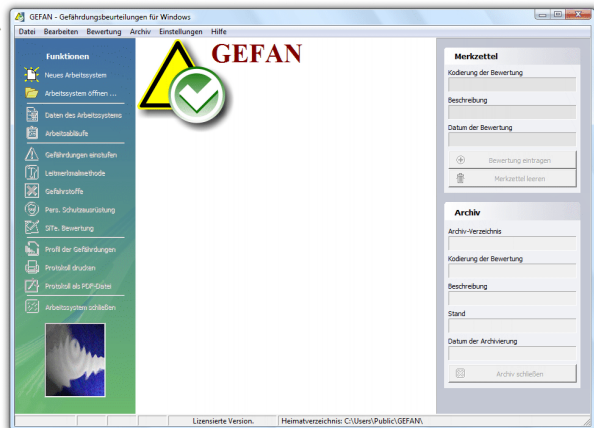 GEFAN - Gefährdungsbeurteilungen für Windows
Datei Bearbeiten Bewertung Archiv Einstellungen Hilfe
Funktionen
Neues Arbeitssystem
Arbeitssystem öffnen ...
Daten des Arbeitssystems
Arbeitsabläufe
Gefährdungen einstufen
Leitmerkmalmethode
Gefahrstoffe
Pers. Schutzausrüstung
SiTe. Bewertung
Profil der Gefährdungen
Protokoll drucken
Protokoll als PDF-Datei
Arbeitssystem schließen
GEFAN
Merkzettel
Kodierung der Bewertung
Beschreibung
Datum der Bewertung
Bewertung eintragen
Merkzettel leeren
Archiv
Archiv-Verzeichnis
Kodierung der Bewertung
Beschreibung
Stand
Datum der Archivierung
Archiv schließen
Lizensierte Version. Heimatverzeichnis: C:\Users\Public\GEFAN\